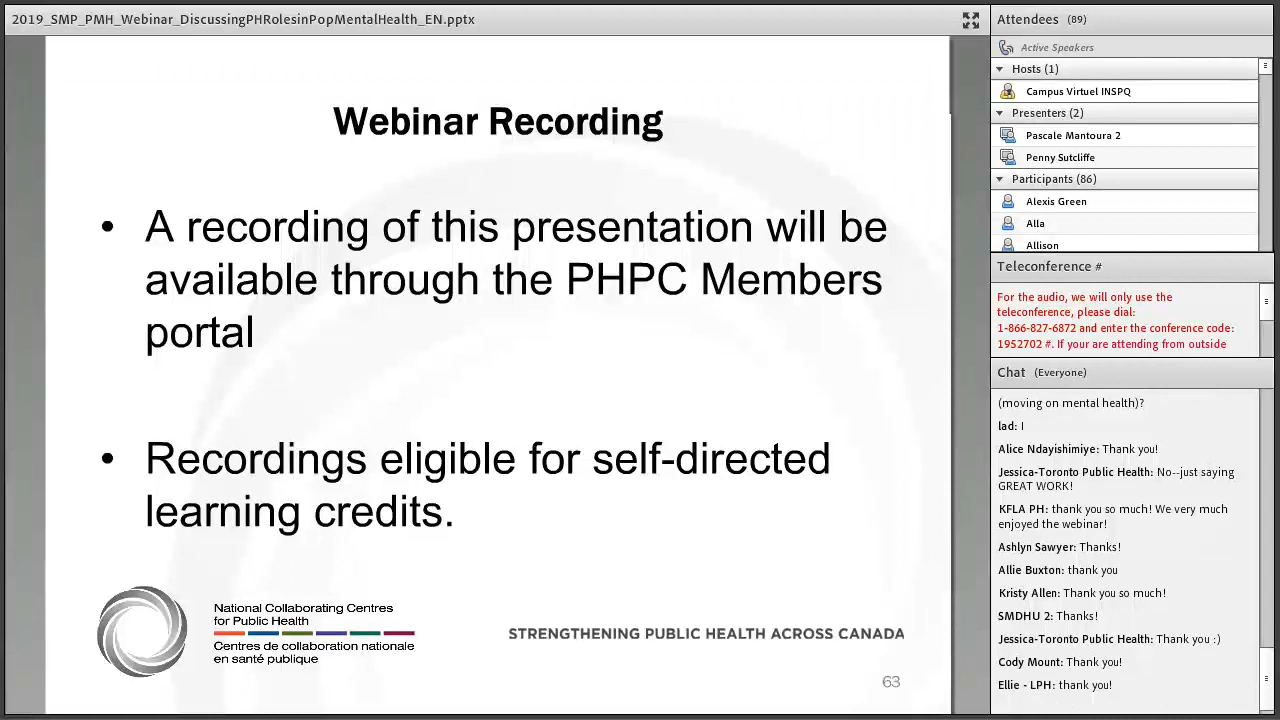 2019_SMP_PMH_Webinar_DiscussingPHRolesinPopMentalHealth_EN.pptx
Webinar Recording
• A recording of this presentation will be
available through the PHPC Members
portal
• Recordings eligible for self-directed
learning credits.
National Collaborating Centres
for Public Health
Centres de collaboration nationale
en santé publique
STRENGTHENING PUBLIC HEALTH ACROSS CANADA
63
Attendees (89)
Active Speakers
Hosts (1)
Campus Virtuel INSPQ
Presenters (2)
Pascale Mantoura 2
Penny Sutcliffe
Participants (86)
Alexis Green
Alla
Allison
Teleconference #
For the audio, we will only use the
teleconference, please dial:
1-866-827-6872 and enter the conference code:
1952702 #. If your are attending from outside
Chat (Everyone)
(moving on mental health)?
lad: I
Alice Ndayishimiye: Thank you!
Jessica-Toronto Public Health: No--just saying
GREAT WORK!
KFLA PH: thank you so much! We very much
enjoyed the webinar!
Ashlyn Sawyer: Thanks!
Allie Buxton: thank you
Kristy Allen: Thank you so much!
SMDHU 2: Thanks!
Jessica-Toronto Public Health: Thank you :)
Cody Mount: Thank you!
Ellie - LPH: thank you!